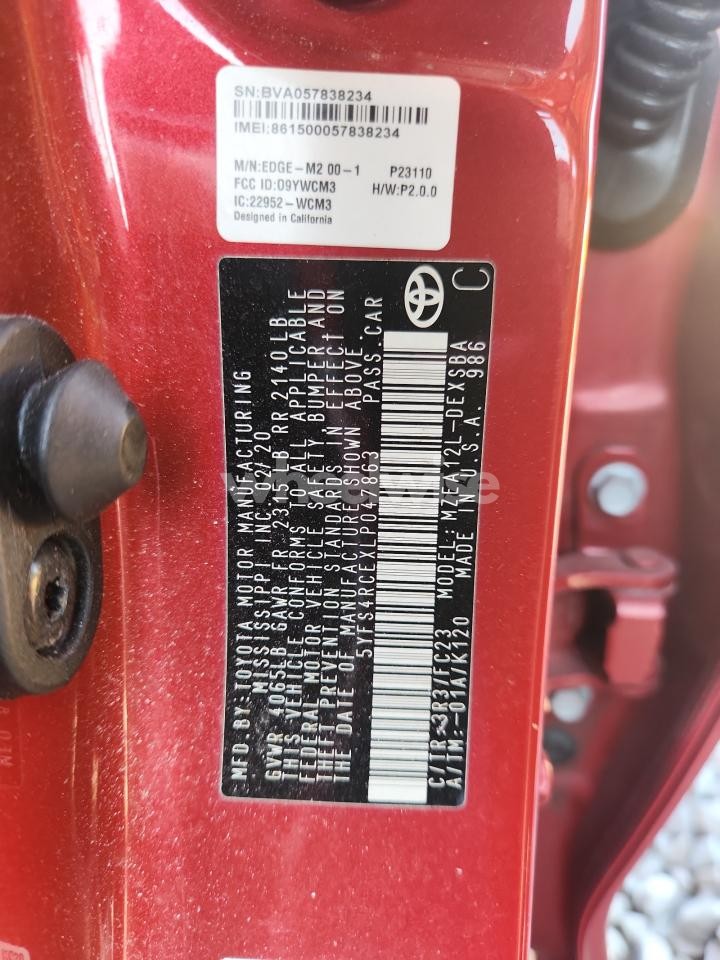 SN:BVA057838234
IMEI:861500057838234
M/N:EDGE-M2 00-1 P23110
FCC ID:O9YWCM3 H/W:P2.0.0
IC:22952-WCM3
Designed in California
MFD.BY:TOYOTA MOTOR MANUFACTURING
MISSISSIPPI INC. 02/20
GVWR 4065LB GAWR FR 2315LB RR 2140LB
THIS VEHICLE CONFORMS TO ALL APPLICABLE
FEDERAL MOTOR VEHICLE SAFETY BUMPER AND
THEFT PREVENTION STANDARDS IN EFFECT ON
THE DATE OF MANUFACTURE SHOWN ABOVE.
5YFS4RCEXLP047863 PASS.CAR
C/TR:3R3/FC23 MODEL:MZEA12L-DEXSBA
A/TM:-01A/K120 MADE IN U.S.A. 986
C